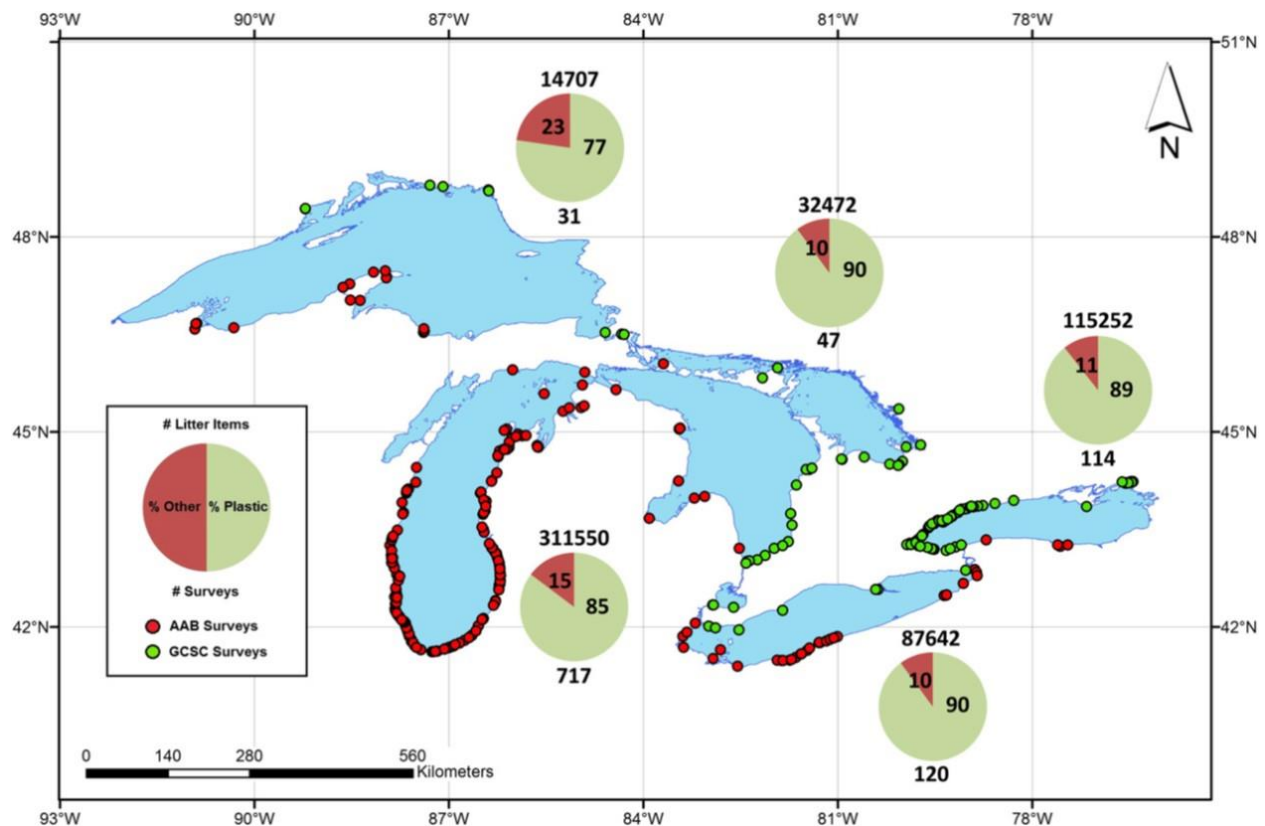 93°W 90°W 87°W 84°W 81°W 78°W
51°N
14707
23
77
31
N
48°N 48°N
32472
10
90
47
115252
11
89
114
45°N 45°N
# Litter Items
% Other % Plastic
# Surveys
AAB Surveys
GCSC Surveys
311550
15
85
717
42°N 42°N
87642
10
90
120
0 140 280 560
Kilometers
93°W 90°W 87°W 84°W 81°W 78°W